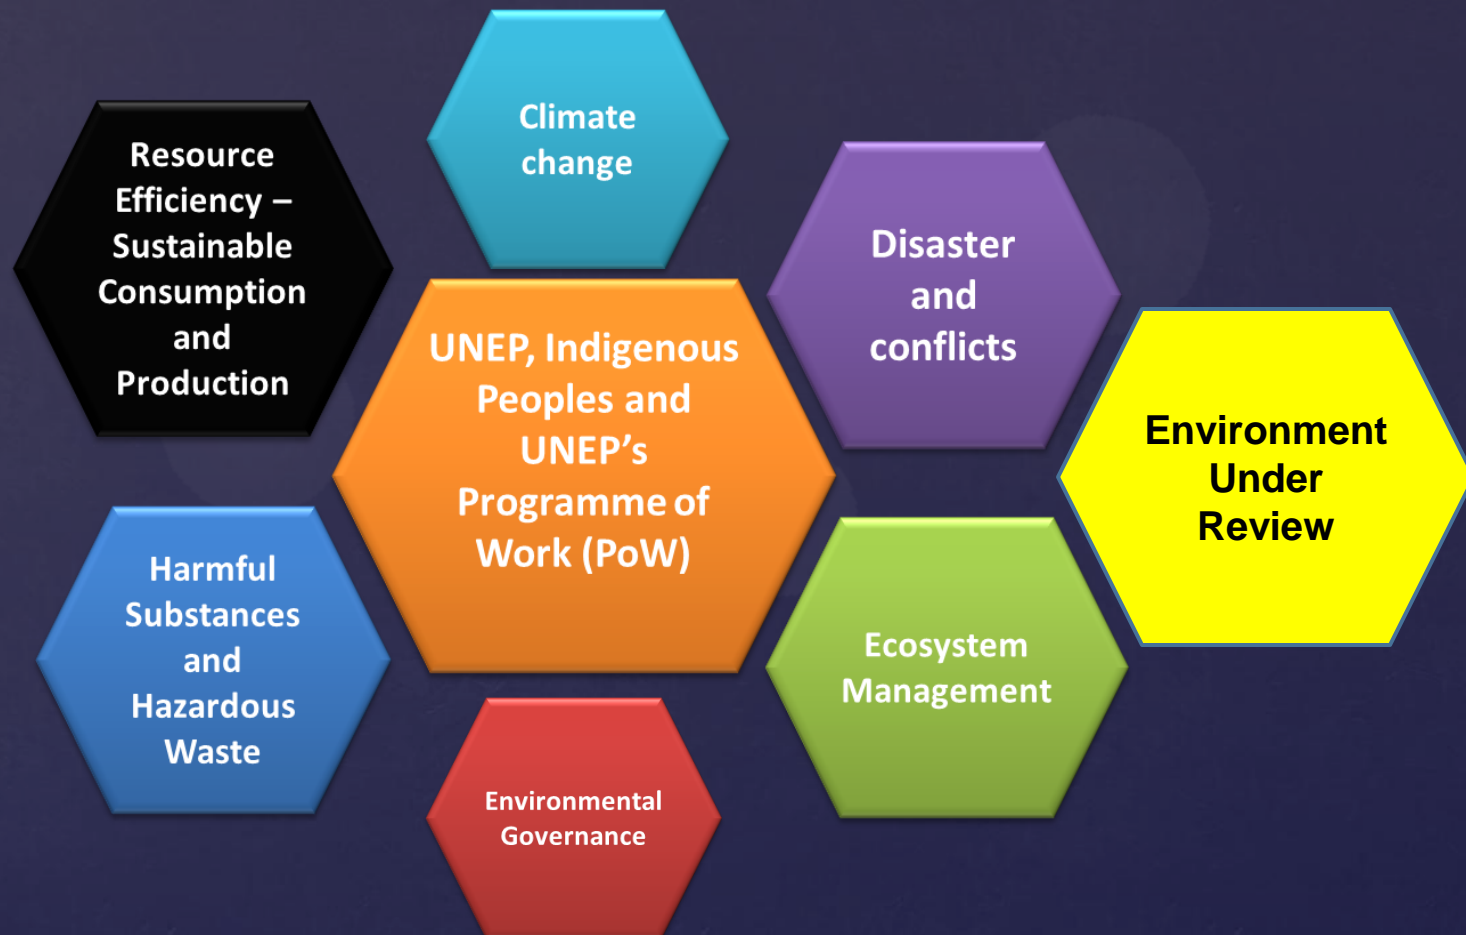 Climate
change
Resource
Efficiency –
Sustainable
Consumption
and
Production
Disaster
and
conflicts
UNEP, Indigenous
Peoples and
UNEP’s
Programme of
Work (PoW)
Environment
Under
Review
Harmful
Substances
and
Hazardous
Waste
Ecosystem
Management
Environmental
Governance